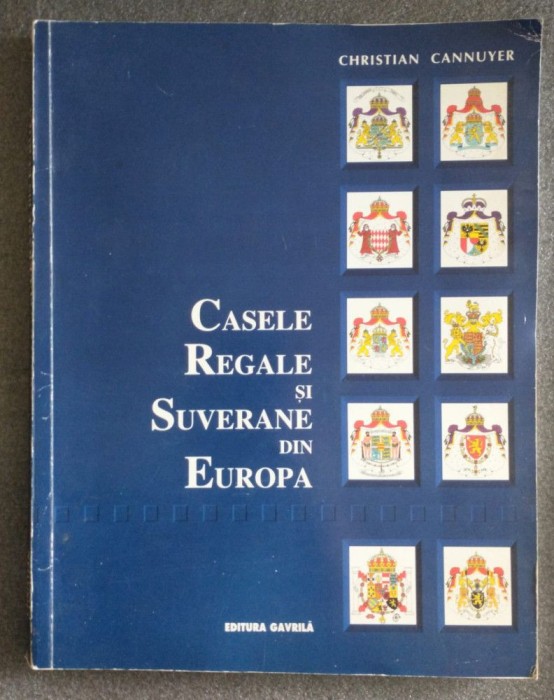 CHRISTIAN CANNUYER
CASELE
REGALE
ȘI
SUVERANE
DIN
EUROPA
EDITURA GAVRILĂ